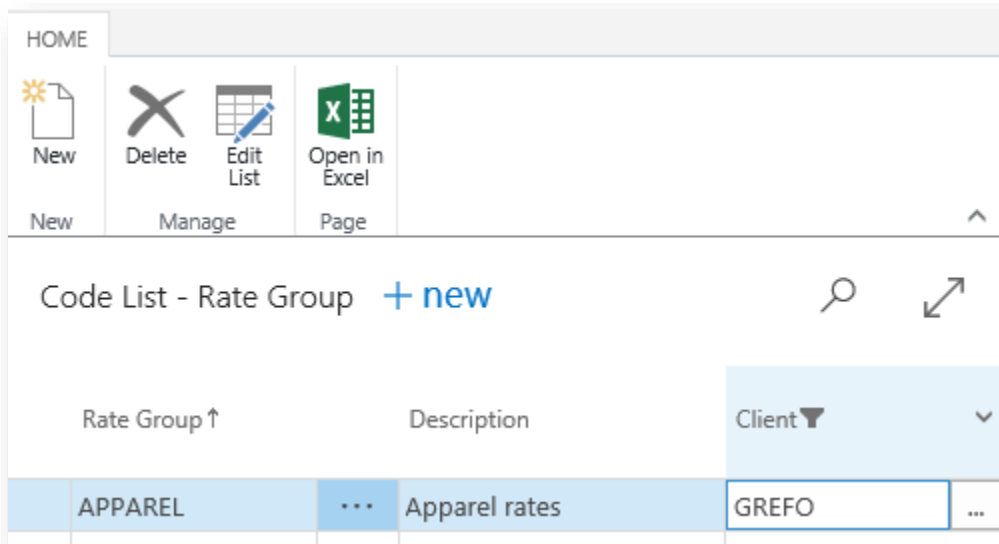 HOME
New
Delete
Edit
List
Open in
Excel
New
Manage
Page
Code List - Rate Group + new
Rate Group↑ Description Client
APPAREL ... Apparel rates GREFO ...